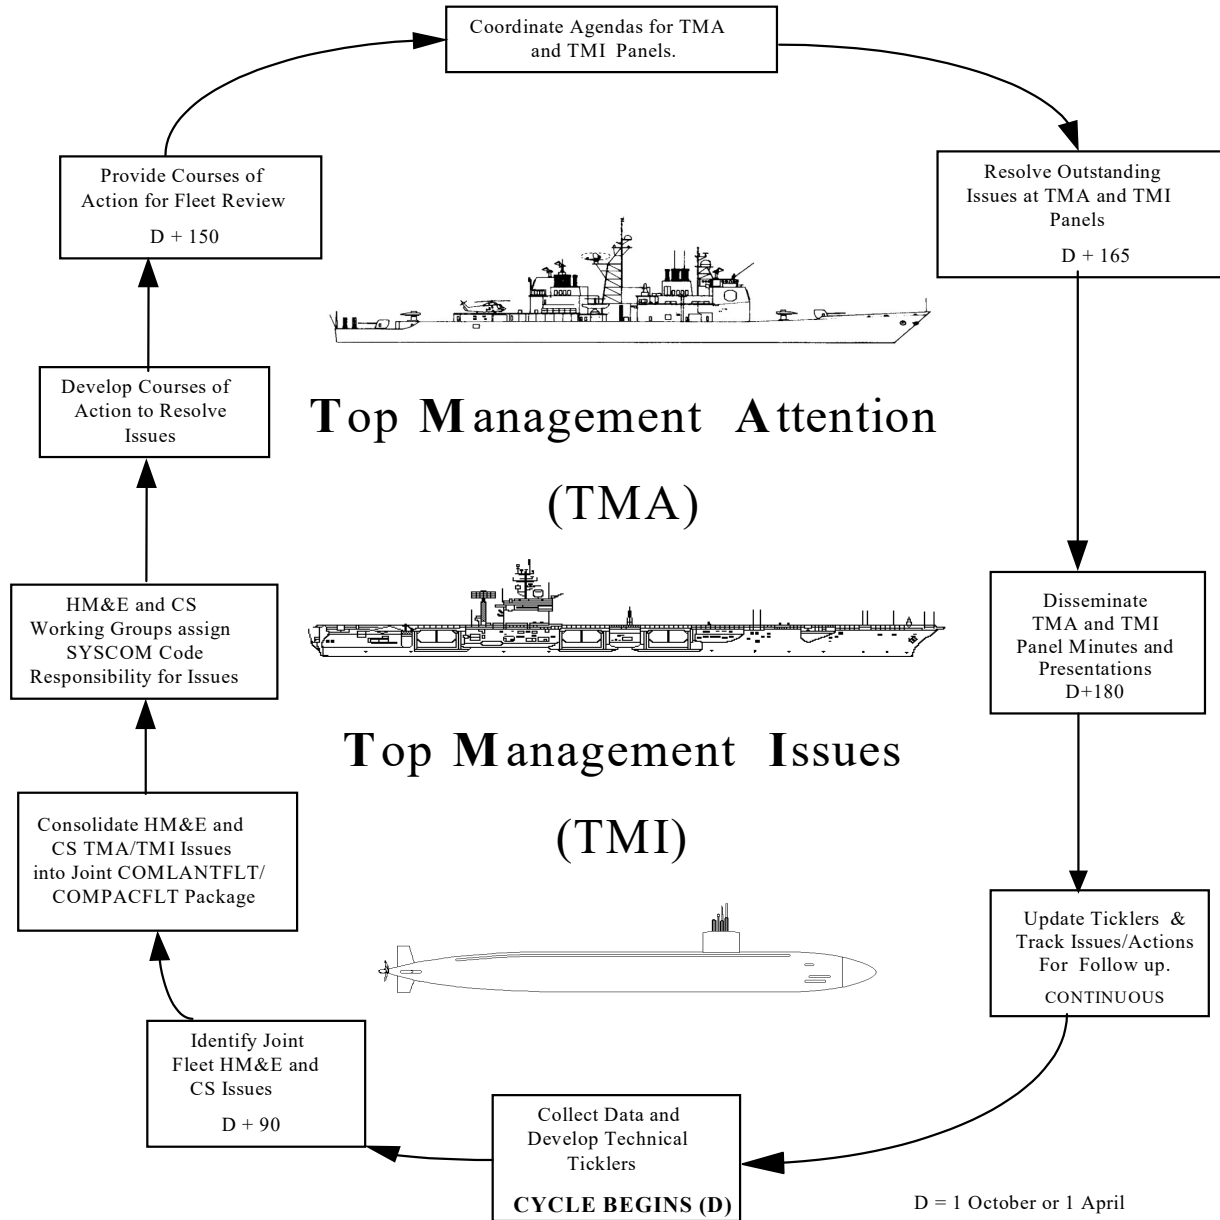 Coordinate Agendas for TMA
and TMI Panels.
Provide Courses of
Action for Fleet Review
D + 150
Resolve Outstanding
Issues at TMA and TMI
Panels
D + 165
Develop Courses of
Action to Resolve
Issues
Top Management Attention
(TMA)
HM&E and CS
Working Groups assign
SYSCOM Code
Responsibility for Issues
Disseminate
TMA and TMI
Panel Minutes and
Presentations
D+180
Top Management Issues
(TMI)
Consolidate HM&E and
CS TMA/TMI Issues
into Joint COMLANTFLT/
COMPACFLT Package
Update Ticklers & 
Track Issues/Actions
For Follow up.
CONTINUOUS
Identify Joint
Fleet HM&E and
CS Issues
D + 90
Collect Data and
Develop Technical
Ticklers
CYCLE BEGINS (D)
D = 1 October or 1 April